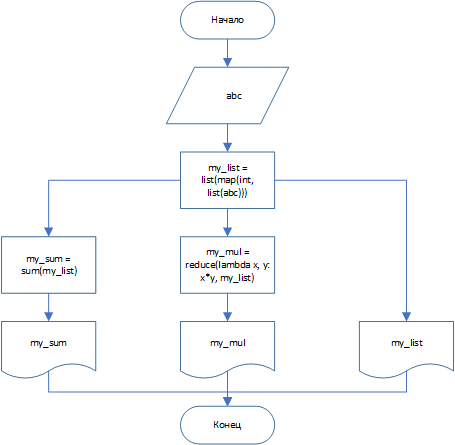 Начало
abc
my_list =
list(map(int,
list(abc)))
my_sum =
sum(my_list)
my_mul =
reduce(lambda x, y:
x*y, my_list)
my_sum
my_mul
my_list
Конец